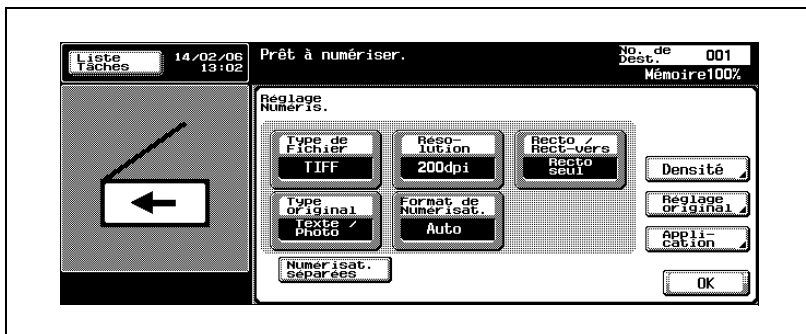 Liste
Tâches
14/02/06
13:02
Prêt à numériser.
No. de
Dest.
001
Mémoire100%
Réglage
Numéris.
Type de
Fichier
TIFF
Réso-
lution
200dpi
Recto /
Rect-vers
Recto
seul
Type
original
Texte /
Photo
Format de
Numérisat.
Auto
Numérisat.
séparées
Densité
Réglage
original
Appli-
cation
OK